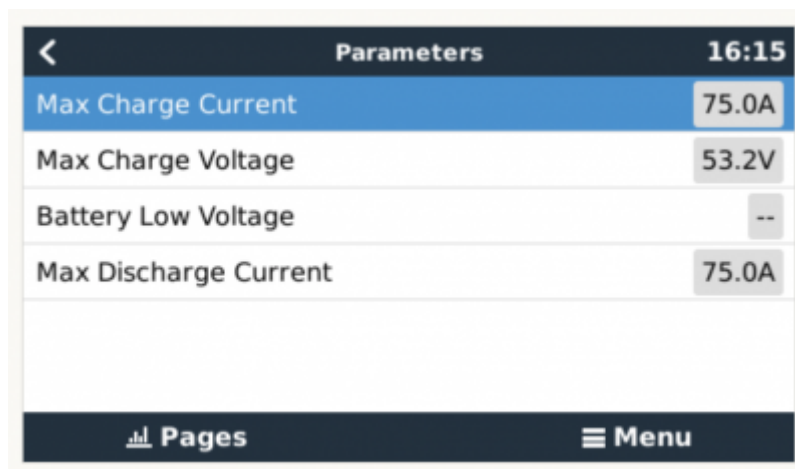 Parameters 16:15
Max Charge Current 75.0A
Max Charge Voltage 53.2V
Battery Low Voltage --
Max Discharge Current 75.0A
Pages Menu